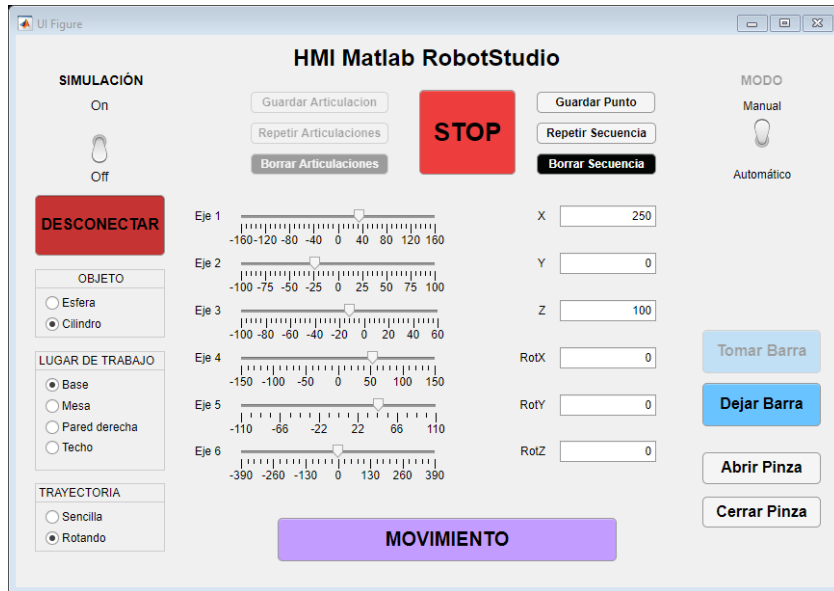 UI Figure
HMI Matlab RobotStudio
SIMULACIÓN
On
Off
Guardar Articulacion
Repetir Articulaciones
Borrar Articulaciones
STOP
Guardar Punto
Repetir Secuencia
Borrar Secuencia
MODO
Manual
Automático
DESCONECTAR
OBJETO
Esfera
Cilindro
LUGAR DE TRABAJO
Base
Mesa
Pared derecha
Techo
TRAYECTORIA
Sencilla
Rotando
Eje 1
-160 -120 -80 -40 0 40 80 120 160
Eje 2
-100 -75 -50 -25 0 25 50 75 100
Eje 3
-100 -80 -60 -40 -20 0 20 40 60
Eje 4
-150 -100 -50 0 50 100 150
Eje 5
-110 -66 -22 22 66 110
Eje 6
-390 -260 -130 0 130 260 390
X 250
Y 0
Z 100
RotX 0
RotY 0
RotZ 0
Tomar Barra
Dejar Barra
Abrir Pinza
Cerrar Pinza
MOVIMIENTO